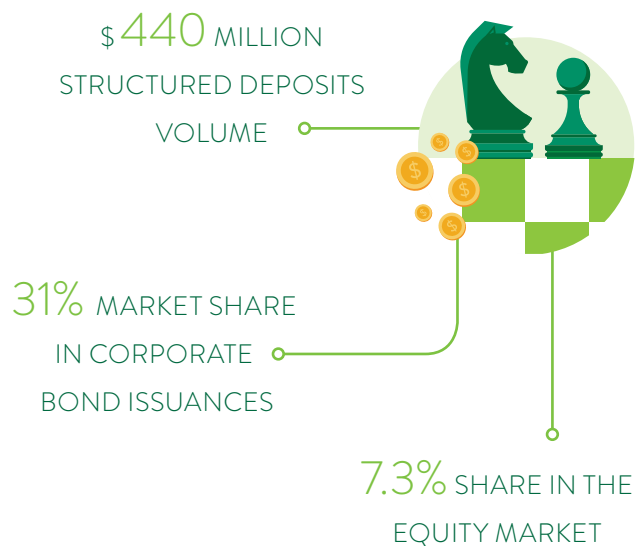 $ 440 MILLION
STRUCTURED DEPOSITS
VOLUME
31% MARKET SHARE
IN CORPORATE
BOND ISSUANCES
7.3% SHARE IN THE
EQUITY MARKET
$
$
$
$
$
$